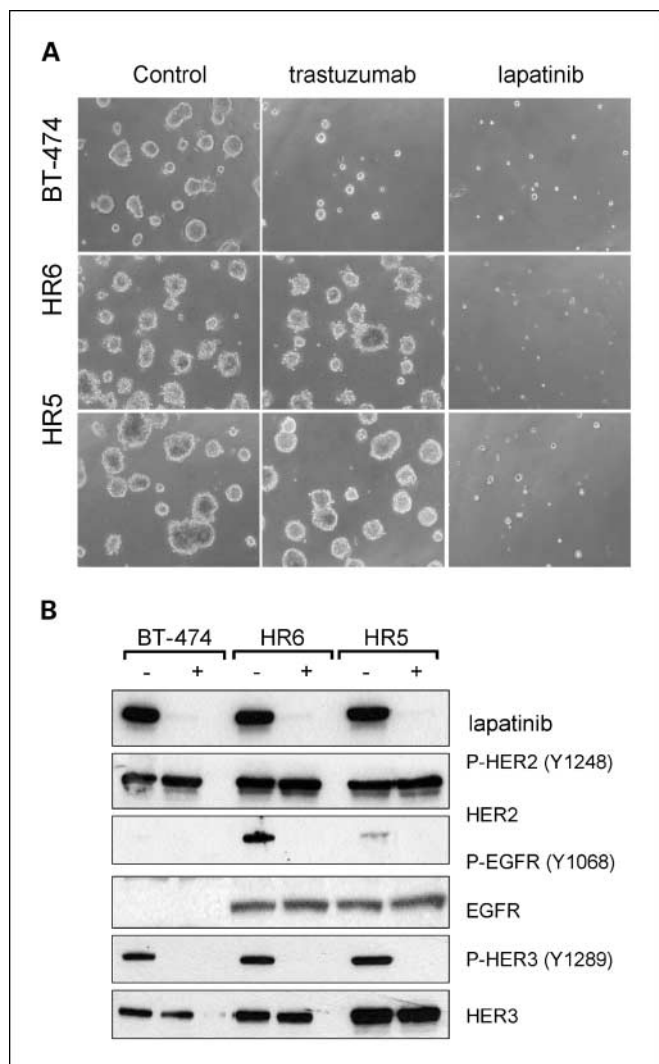 A
Control trastuzumab lapatinib
BT-474
HR6
HR5
B
BT-474 HR6 HR5
- + - + - +
lapatinib
P-HER2 (Y1248)
HER2
P-EGFR (Y1068)
EGFR
P-HER3 (Y1289)
HER3